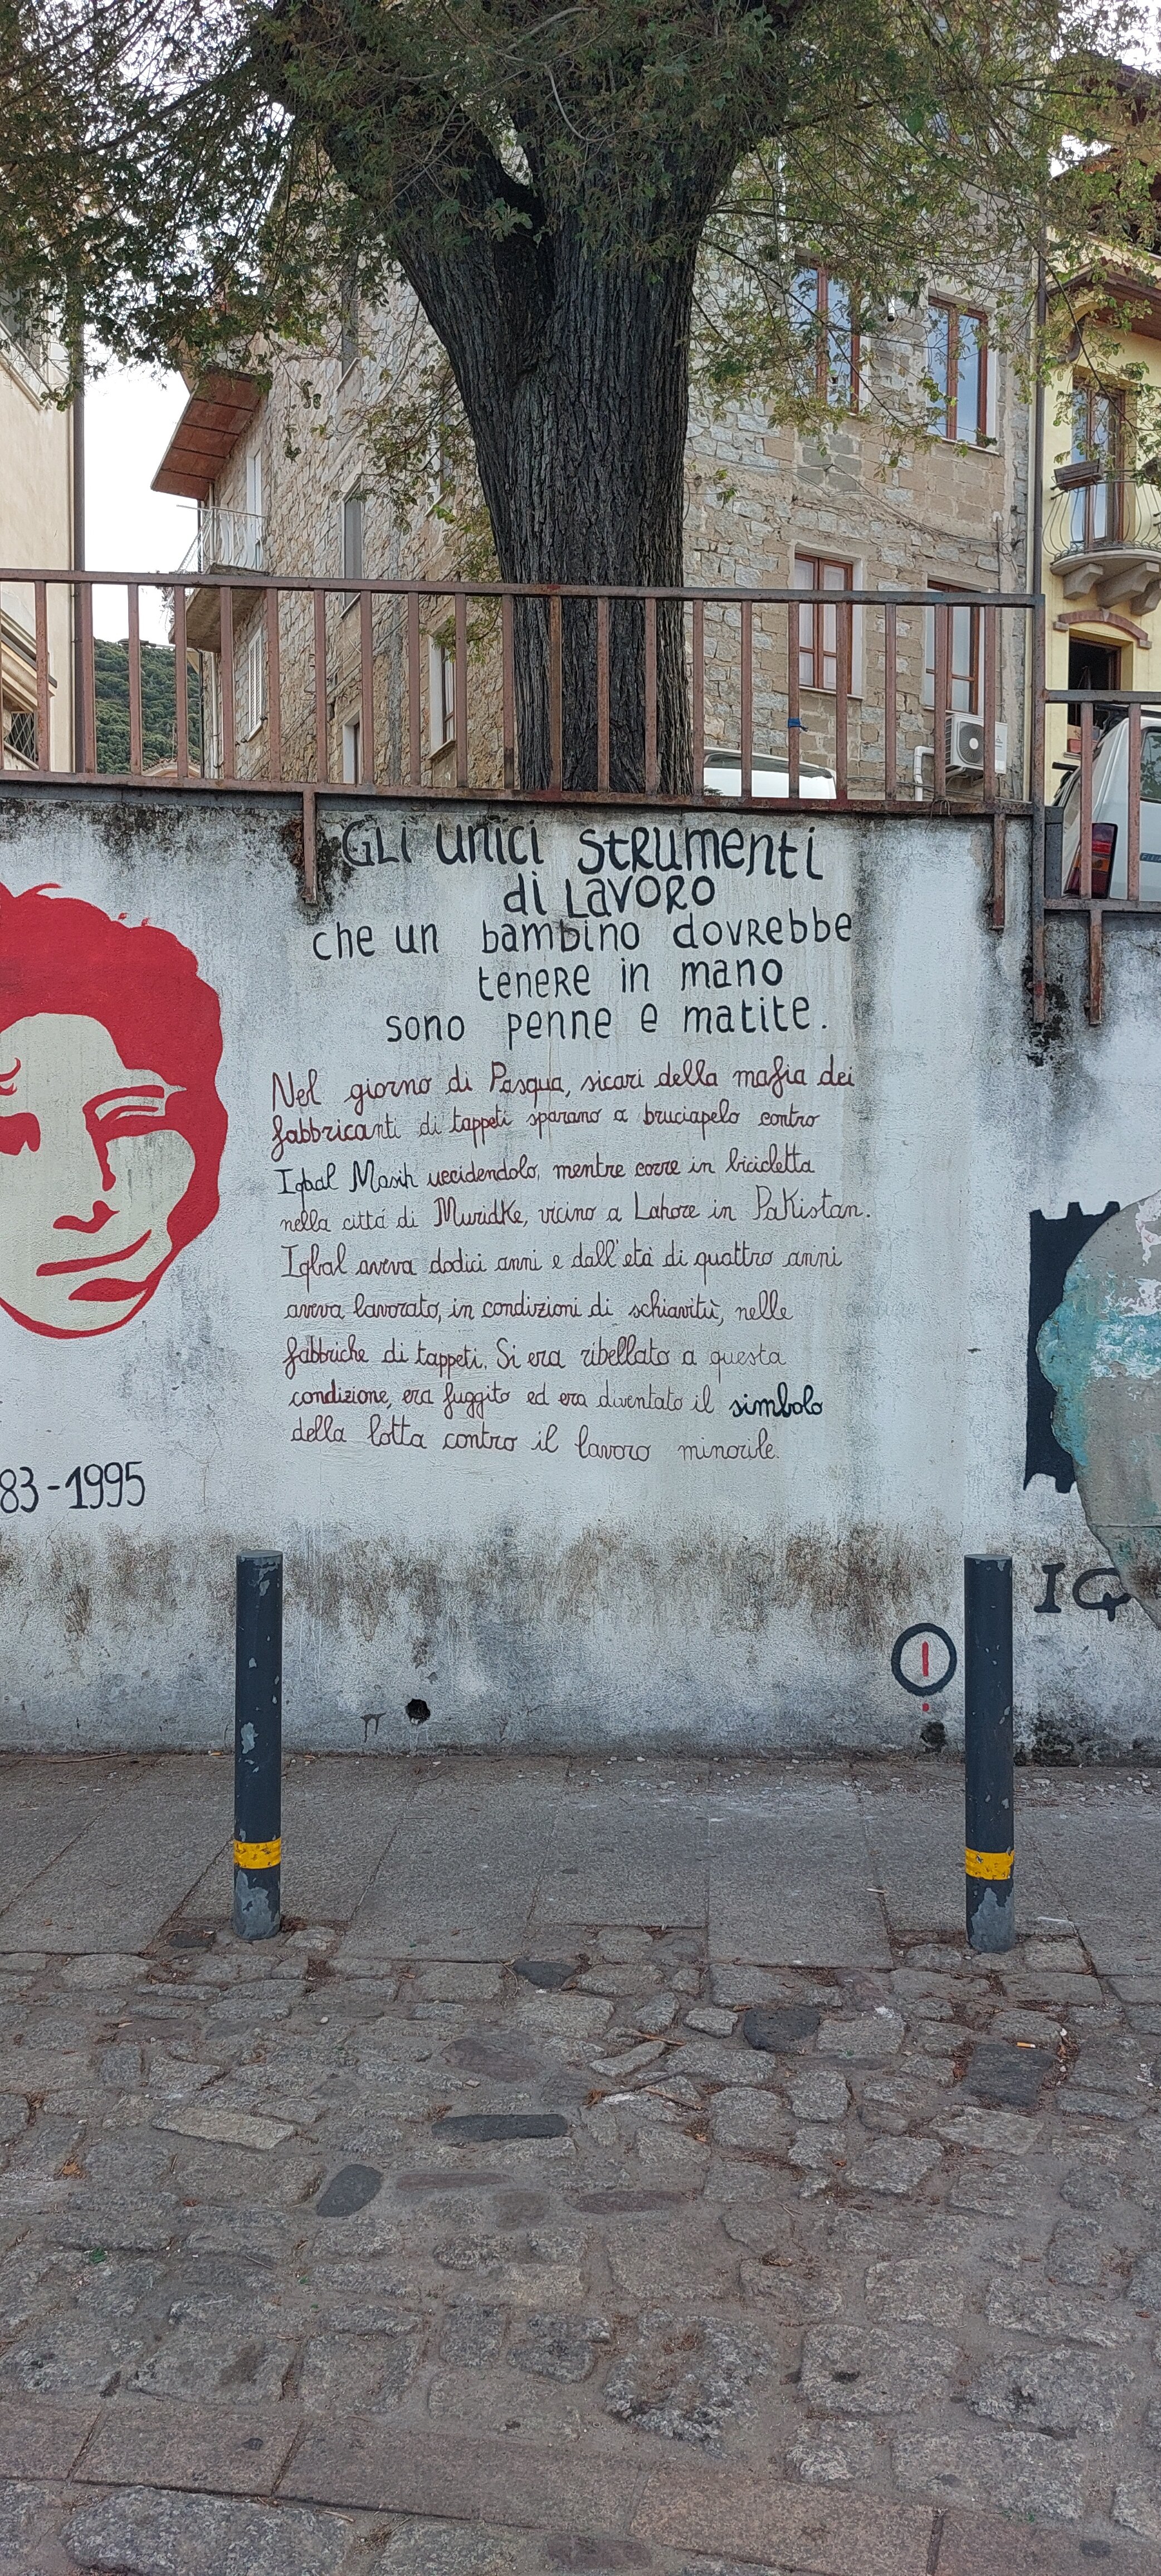 GLi unici StRumenti
di LavoRo
che un bambino dovRebbe
teneRe in mano
sono penne e matite.
Nel giorno di Pasqua, sicari della mafia dei
fabbricanti di tappeti sparano a bruciapelo contro
Iqbal Masih uccidendolo, mentre corre in bicicletta
nella cittá di Muridke, vicino a Lahore in Pakistan.
Iqbal aveva dodici anni e dall'età di quattro anni
aveva lavorato, in condizioni di schiavitù, nelle
fabbriche di tappeti. Si era ribellato a questa
condizione, era fuggito ed era diventato il simbolo
della lotta contro il lavoro minorile.
83-1995
IQ